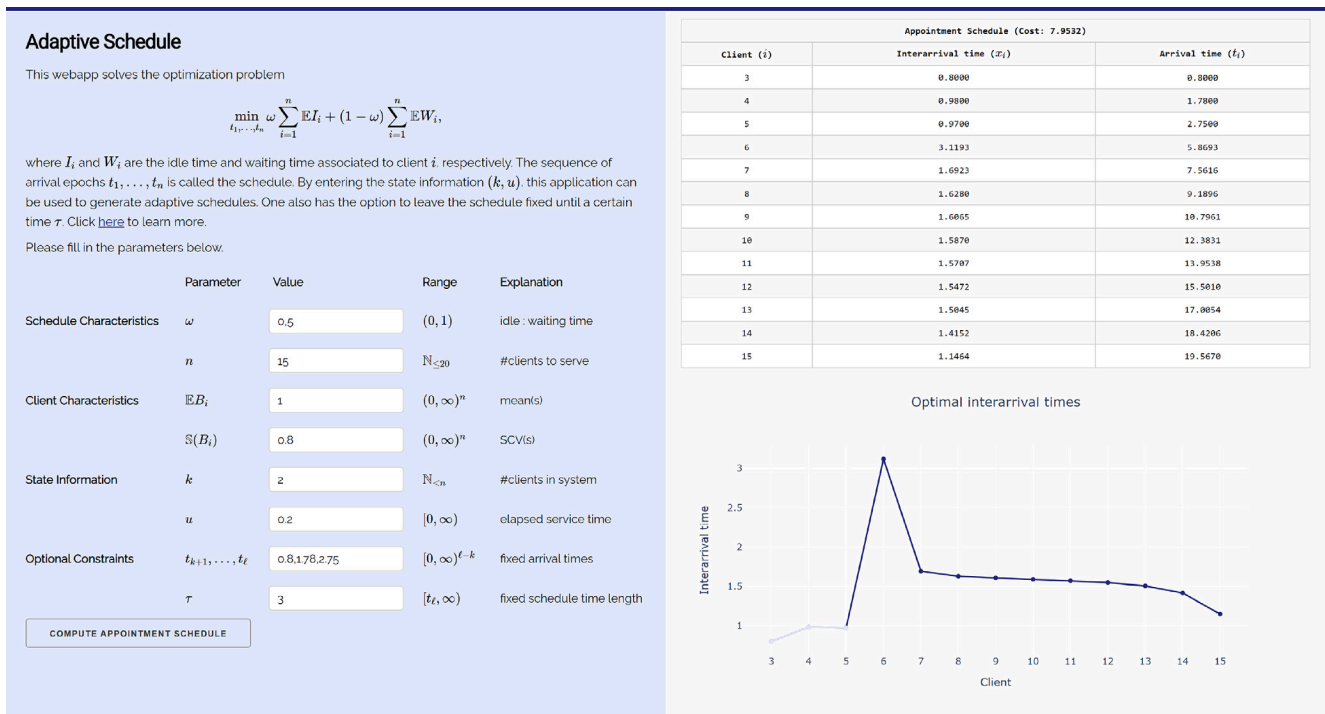 Adaptive Schedule
This webapp solves the optimization problem
min_{t_1,...,t_n} ω ∑_{i=1}^{n} 𝔼I_i + (1 − ω) ∑_{i=1}^{n} 𝔼W_i,
where I_i and W_i are the idle time and waiting time associated to client i, respectively. The sequence of
arrival epochs t_1, . . . , t_n is called the schedule. By entering the state information (k, u), this application can
be used to generate adaptive schedules. One also has the option to leave the schedule fixed until a certain
time τ. Click here to learn more.
Please fill in the parameters below.
Parameter Value Range Explanation
Schedule Characteristics ω 0.5 (0, 1) idle : waiting time
n 15 ℕ_{≤20} #clients to serve
Client Characteristics 𝔼B_i 1 (0, ∞)^n mean(s)
𝕊(B_i) 0.8 (0, ∞)^n SCV(s)
State Information k 2 ℕ_{<n} #clients in system
u 0.2 [0, ∞) elapsed service time
Optional Constraints t_{k+1}, . . . , t_ℓ 0.8,1.78,2.75 [0, ∞)^{ℓ−k} fixed arrival times
τ 3 [t_ℓ, ∞) fixed schedule time length
COMPUTE APPOINTMENT SCHEDULE
Appointment Schedule (Cost: 7.9532)
Client (i) Interarrival time (x_i) Arrival time (t_i)
3 0.8000 0.8000
4 0.9800 1.7800
5 0.9700 2.7500
6 3.1193 5.8693
7 1.6923 7.5616
8 1.6280 9.1896
9 1.6065 10.7961
10 1.5870 12.3831
11 1.5707 13.9538
12 1.5472 15.5010
13 1.5045 17.0054
14 1.4152 18.4206
15 1.1464 19.5670
Optimal interarrival times
Interarrival time
3
2.5
2
1.5
1
3 4 5 6 7 8 9 10 11 12 13 14 15
Client